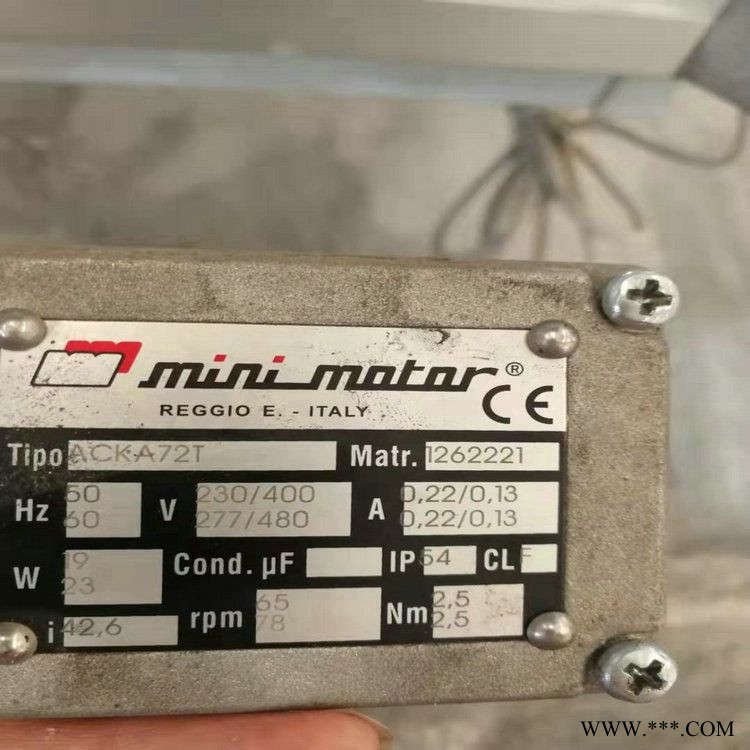 mini motor®
REGGIO E. - ITALY
CE
Tipo ACKA72T Matr. 1262221
Hz 50 V 230/400 A 0,22/0,13
60 277/480 0,22/0,13
W 19 Cond. µF IP 54 CL F
23
i 42,6 rpm 65 Nm 2,5
78 2,5
WWW.***.COM